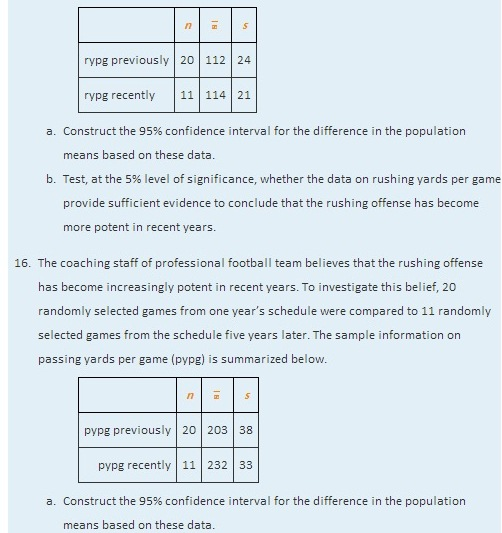 n x̄ s
rypg previously 20 112 24
rypg recently 11 114 21
a. Construct the 95% confidence interval for the difference in the population
means based on these data.
b. Test, at the 5% level of significance, whether the data on rushing yards per game
provide sufficient evidence to conclude that the rushing offense has become
more potent in recent years.
16. The coaching staff of professional football team believes that the rushing offense
has become increasingly potent in recent years. To investigate this belief, 20
randomly selected games from one year's schedule were compared to 11 randomly
selected games from the schedule five years later. The sample information on
passing yards per game (pypg) is summarized below.
n x̄ s
pypg previously 20 203 38
pypg recently 11 232 33
a. Construct the 95% confidence interval for the difference in the population
means based on these data.